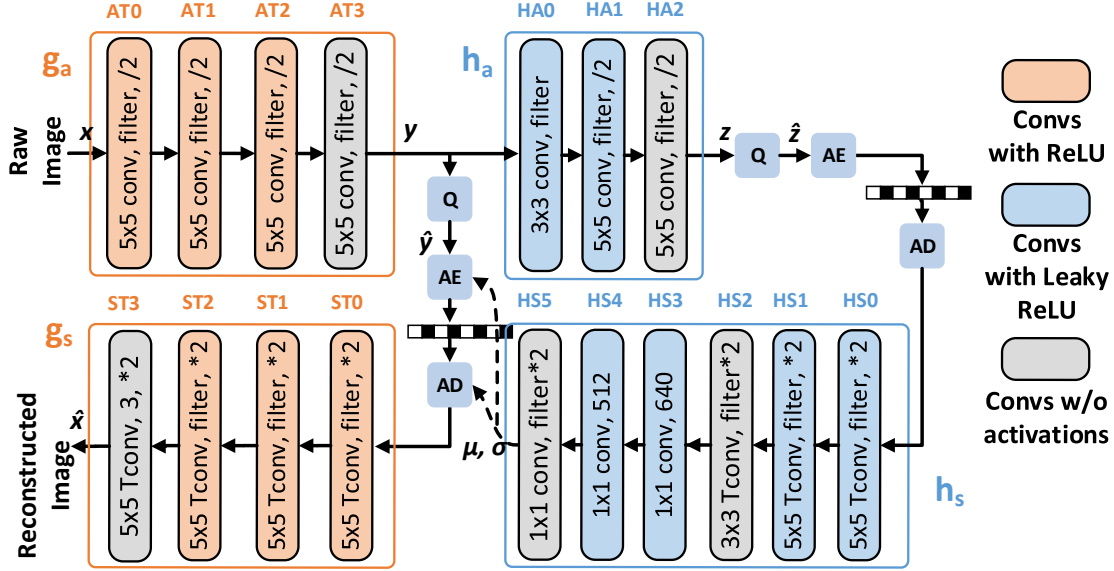 AT0 AT1 AT2 AT3 HA0 HA1 HA2
g_a
h_a
Raw
Image
x
5x5 conv, filter, /2
5x5 conv, filter, /2
5x5 conv, filter, /2
5x5 conv, filter, /2
y
3x3 conv, filter
5x5 conv, filter, /2
5x5 conv, filter, /2
z
Q
ẑ
AE
Q
ŷ
AE
AD
AD
ST3 ST2 ST1 ST0 HS5 HS4 HS3 HS2 HS1 HS0
g_s
Reconstructed
Image
x̂
5x5 Tconv, 3, *2
5x5 Tconv, filter, *2
5x5 Tconv, filter, *2
5x5 Tconv, filter, *2
μ, σ
1x1 conv, filter*2
1x1 conv, 512
1x1 conv, 640
3x3 Tconv, filter*2
5x5 Tconv, filter, *2
5x5 Tconv, filter, *2
h_s
Convs
with ReLU
Convs
with Leaky
ReLU
Convs w/o
activations